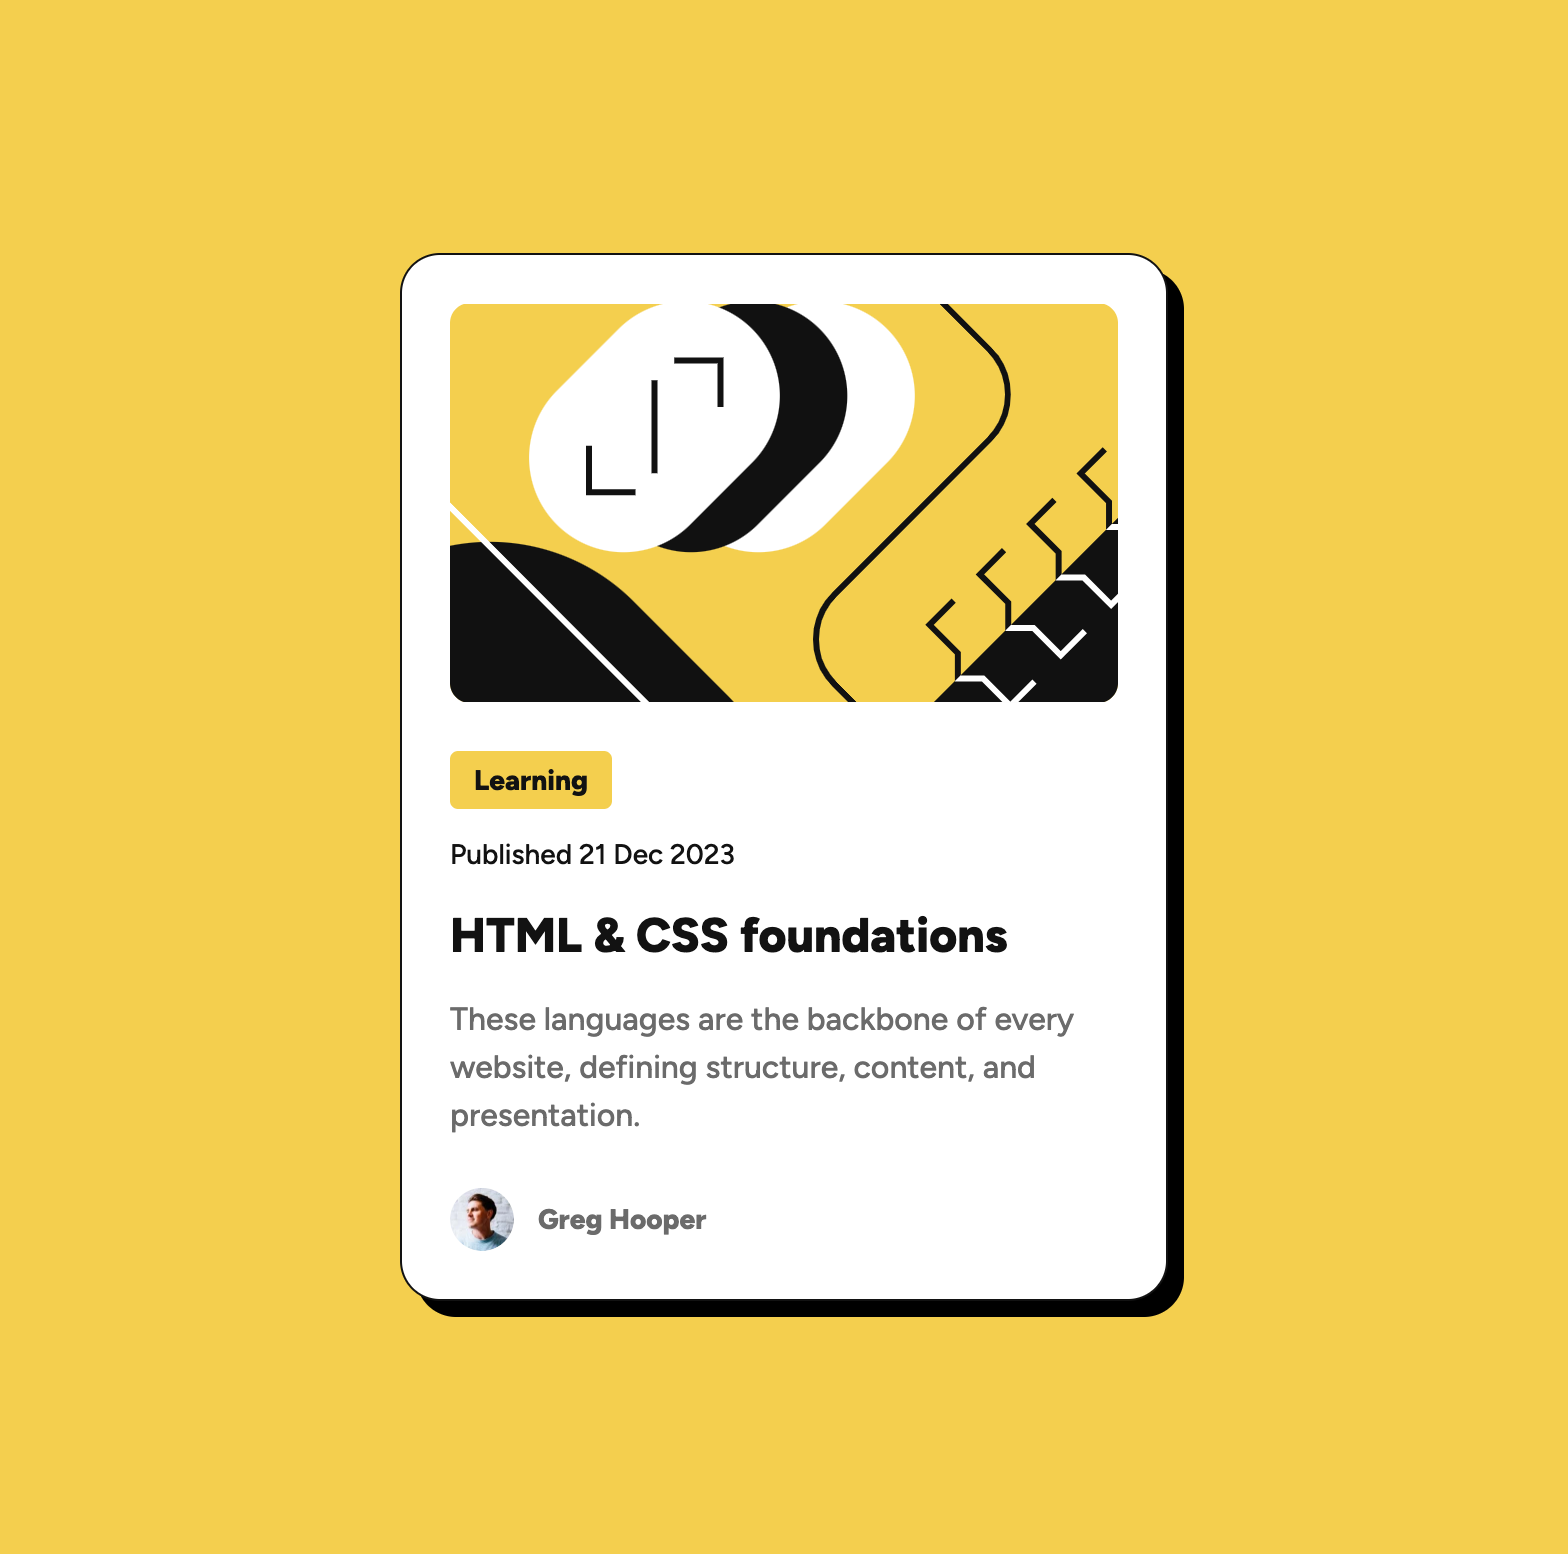 Learning
Published 21 Dec 2023
HTML & CSS foundations
These languages are the backbone of every
website, defining structure, content, and
presentation.
Greg Hooper